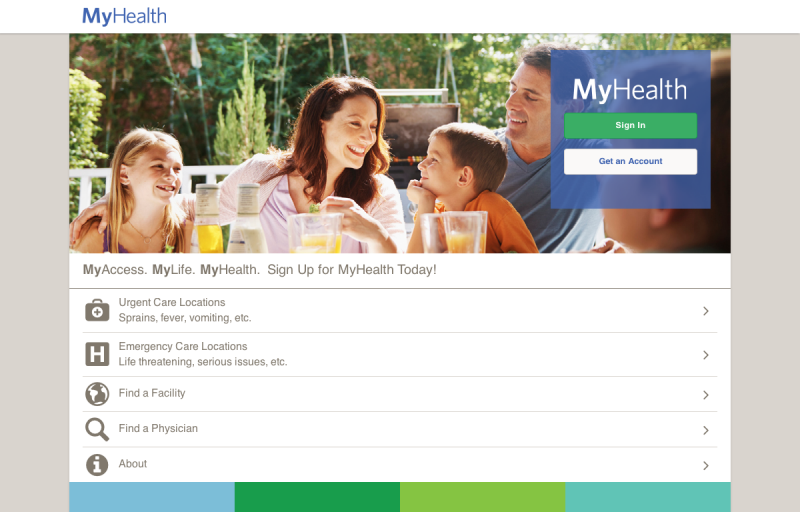 MyHealth
MyHealth
Sign In
Get an Account
MyAccess. MyLife. MyHealth. Sign Up for MyHealth Today!
Urgent Care Locations
Sprains, fever, vomiting, etc.
H
Emergency Care Locations
Life threatening, serious issues, etc.
Find a Facility
Find a Physician
About